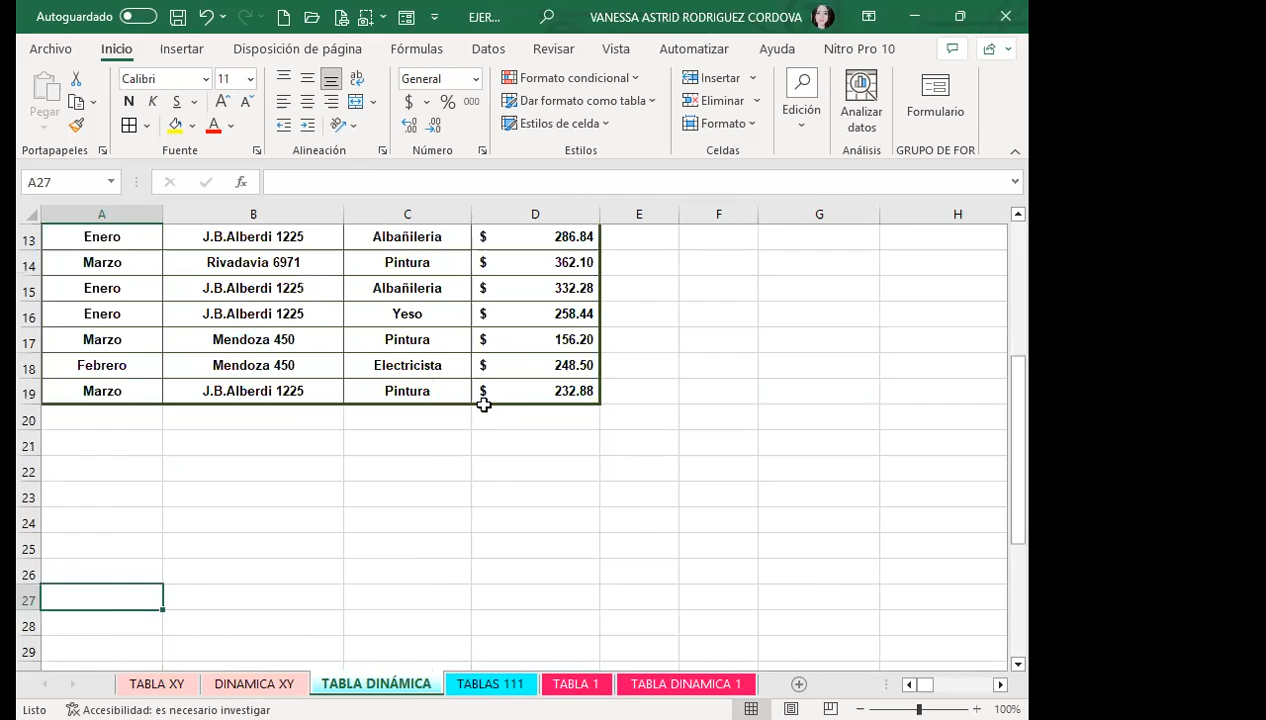 Autoguardado EJER... VANESSA ASTRID RODRIGUEZ CORDOVA
Archivo Inicio Insertar Disposición de página Fórmulas Datos Revisar Vista Automatizar Ayuda Nitro Pro 10
Pegar Calibri 11 General Formato condicional Insertar Edición Analizar datos Formulario
N K S $ % 000 Dar formato como tabla Eliminar
Estilos de celda Formato
Portapapeles Fuente Alineación Número Estilos Celdas Análisis GRUPO DE FOR
A27 fx
A B C D E F G H
13 Enero J.B.Alberdi 1225 Albañileria $ 286.84
14 Marzo Rivadavia 6971 Pintura $ 362.10
15 Enero J.B.Alberdi 1225 Albañileria $ 332.28
16 Enero J.B.Alberdi 1225 Yeso $ 258.44
17 Marzo Mendoza 450 Pintura $ 156.20
18 Febrero Mendoza 450 Electricista $ 248.50
19 Marzo J.B.Alberdi 1225 Pintura $ 232.88
20
21
22
23
24
25
26
27
28
29
TABLA XY DINAMICA XY TABLA DINÁMICA TABLAS 111 TABLA 1 TABLA DINAMICA 1
Listo Accesibilidad: es necesario investigar 100%